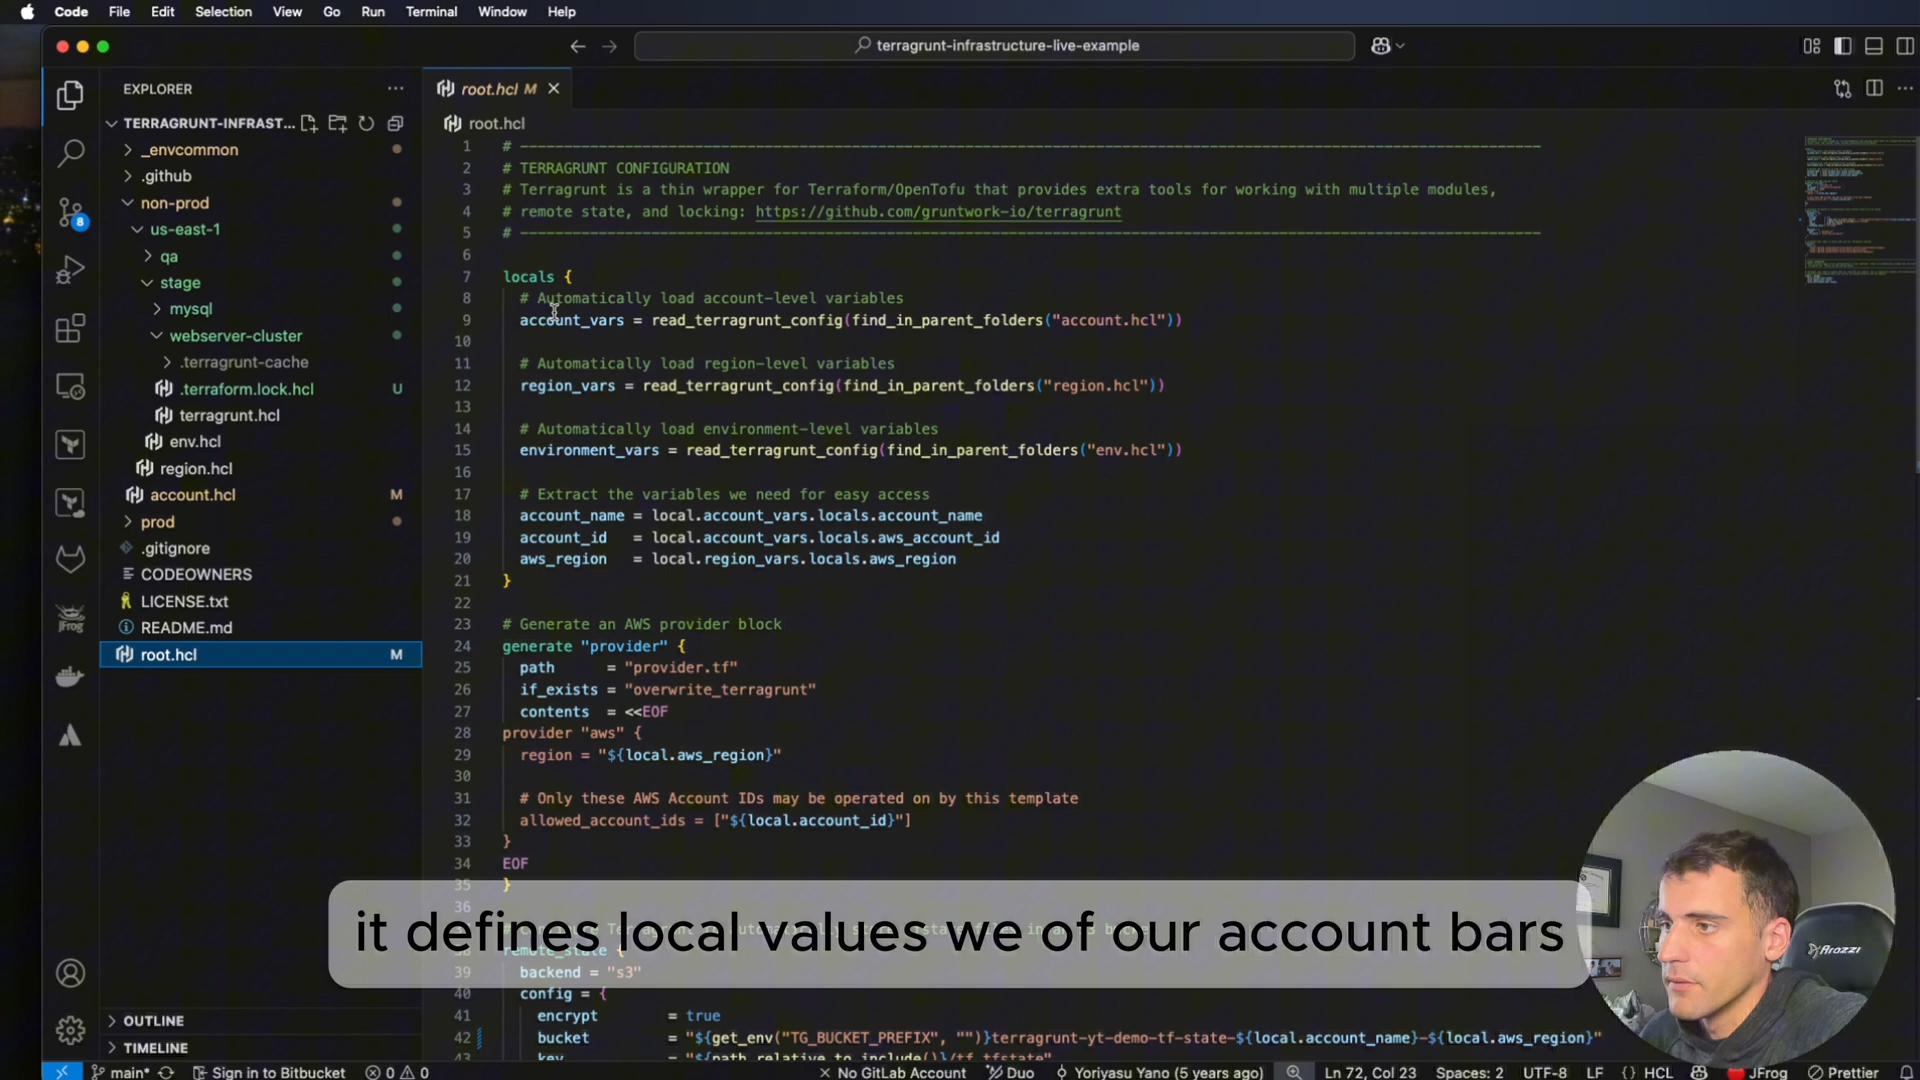 Code File Edit Selection View Go Run Terminal Window Help
terragrunt-infrastructure-live-example
EXPLORER
TERRAGRUNT-INFRAST...
_envcommon
.github
non-prod
us-east-1
qa
stage
mysql
webserver-cluster
.terragrunt-cache
.terraform.lock.hcl U
terragrunt.hcl
env.hcl
region.hcl
account.hcl M
prod
.gitignore
CODEOWNERS
LICENSE.txt
README.md
root.hcl M
OUTLINE
TIMELINE
8
JFrog
root.hcl M
root.hcl
1 # ------------------------------------------------------------
2 # TERRAGRUNT CONFIGURATION
3 # Terragrunt is a thin wrapper for Terraform/OpenTofu that provides extra tools for working with multiple modules,
4 # remote state, and locking: https://github.com/gruntwork-io/terragrunt
5 # ------------------------------------------------------------
6
7 locals {
8 # Automatically load account-level variables
9 account_vars = read_terragrunt_config(find_in_parent_folders("account.hcl"))
10
11 # Automatically load region-level variables
12 region_vars = read_terragrunt_config(find_in_parent_folders("region.hcl"))
13
14 # Automatically load environment-level variables
15 environment_vars = read_terragrunt_config(find_in_parent_folders("env.hcl"))
16
17 # Extract the variables we need for easy access
18 account_name = local.account_vars.locals.account_name
19 account_id = local.account_vars.locals.aws_account_id
20 aws_region = local.region_vars.locals.aws_region
21 }
22
23 # Generate an AWS provider block
24 generate "provider" {
25 path = "provider.tf"
26 if_exists = "overwrite_terragrunt"
27 contents = <<EOF
28 provider "aws" {
29 region = "${local.aws_region}"
30
31 # Only these AWS Account IDs may be operated on by this template
32 allowed_account_ids = ["${local.account_id}"]
33 }
34 EOF
35 }
36
it defines local values we of our account bars
remote_state {
39 backend = "s3"
40 config = {
41 encrypt = true
42 bucket = "${get_env("TG_BUCKET_PREFIX", "")}terragrunt-yt-demo-tf-state-${local.account_name}-${local.aws_region}"
43 key = "${path_relative_to_include()}/tf.tfstate"
Arozzi
main* Sign in to Bitbucket 0 0 No GitLab Account Duo Yoriyasu Yano (5 years ago) Ln 72, Col 23 Spaces: 2 UTF-8 LF {} HCL JFrog Prettier